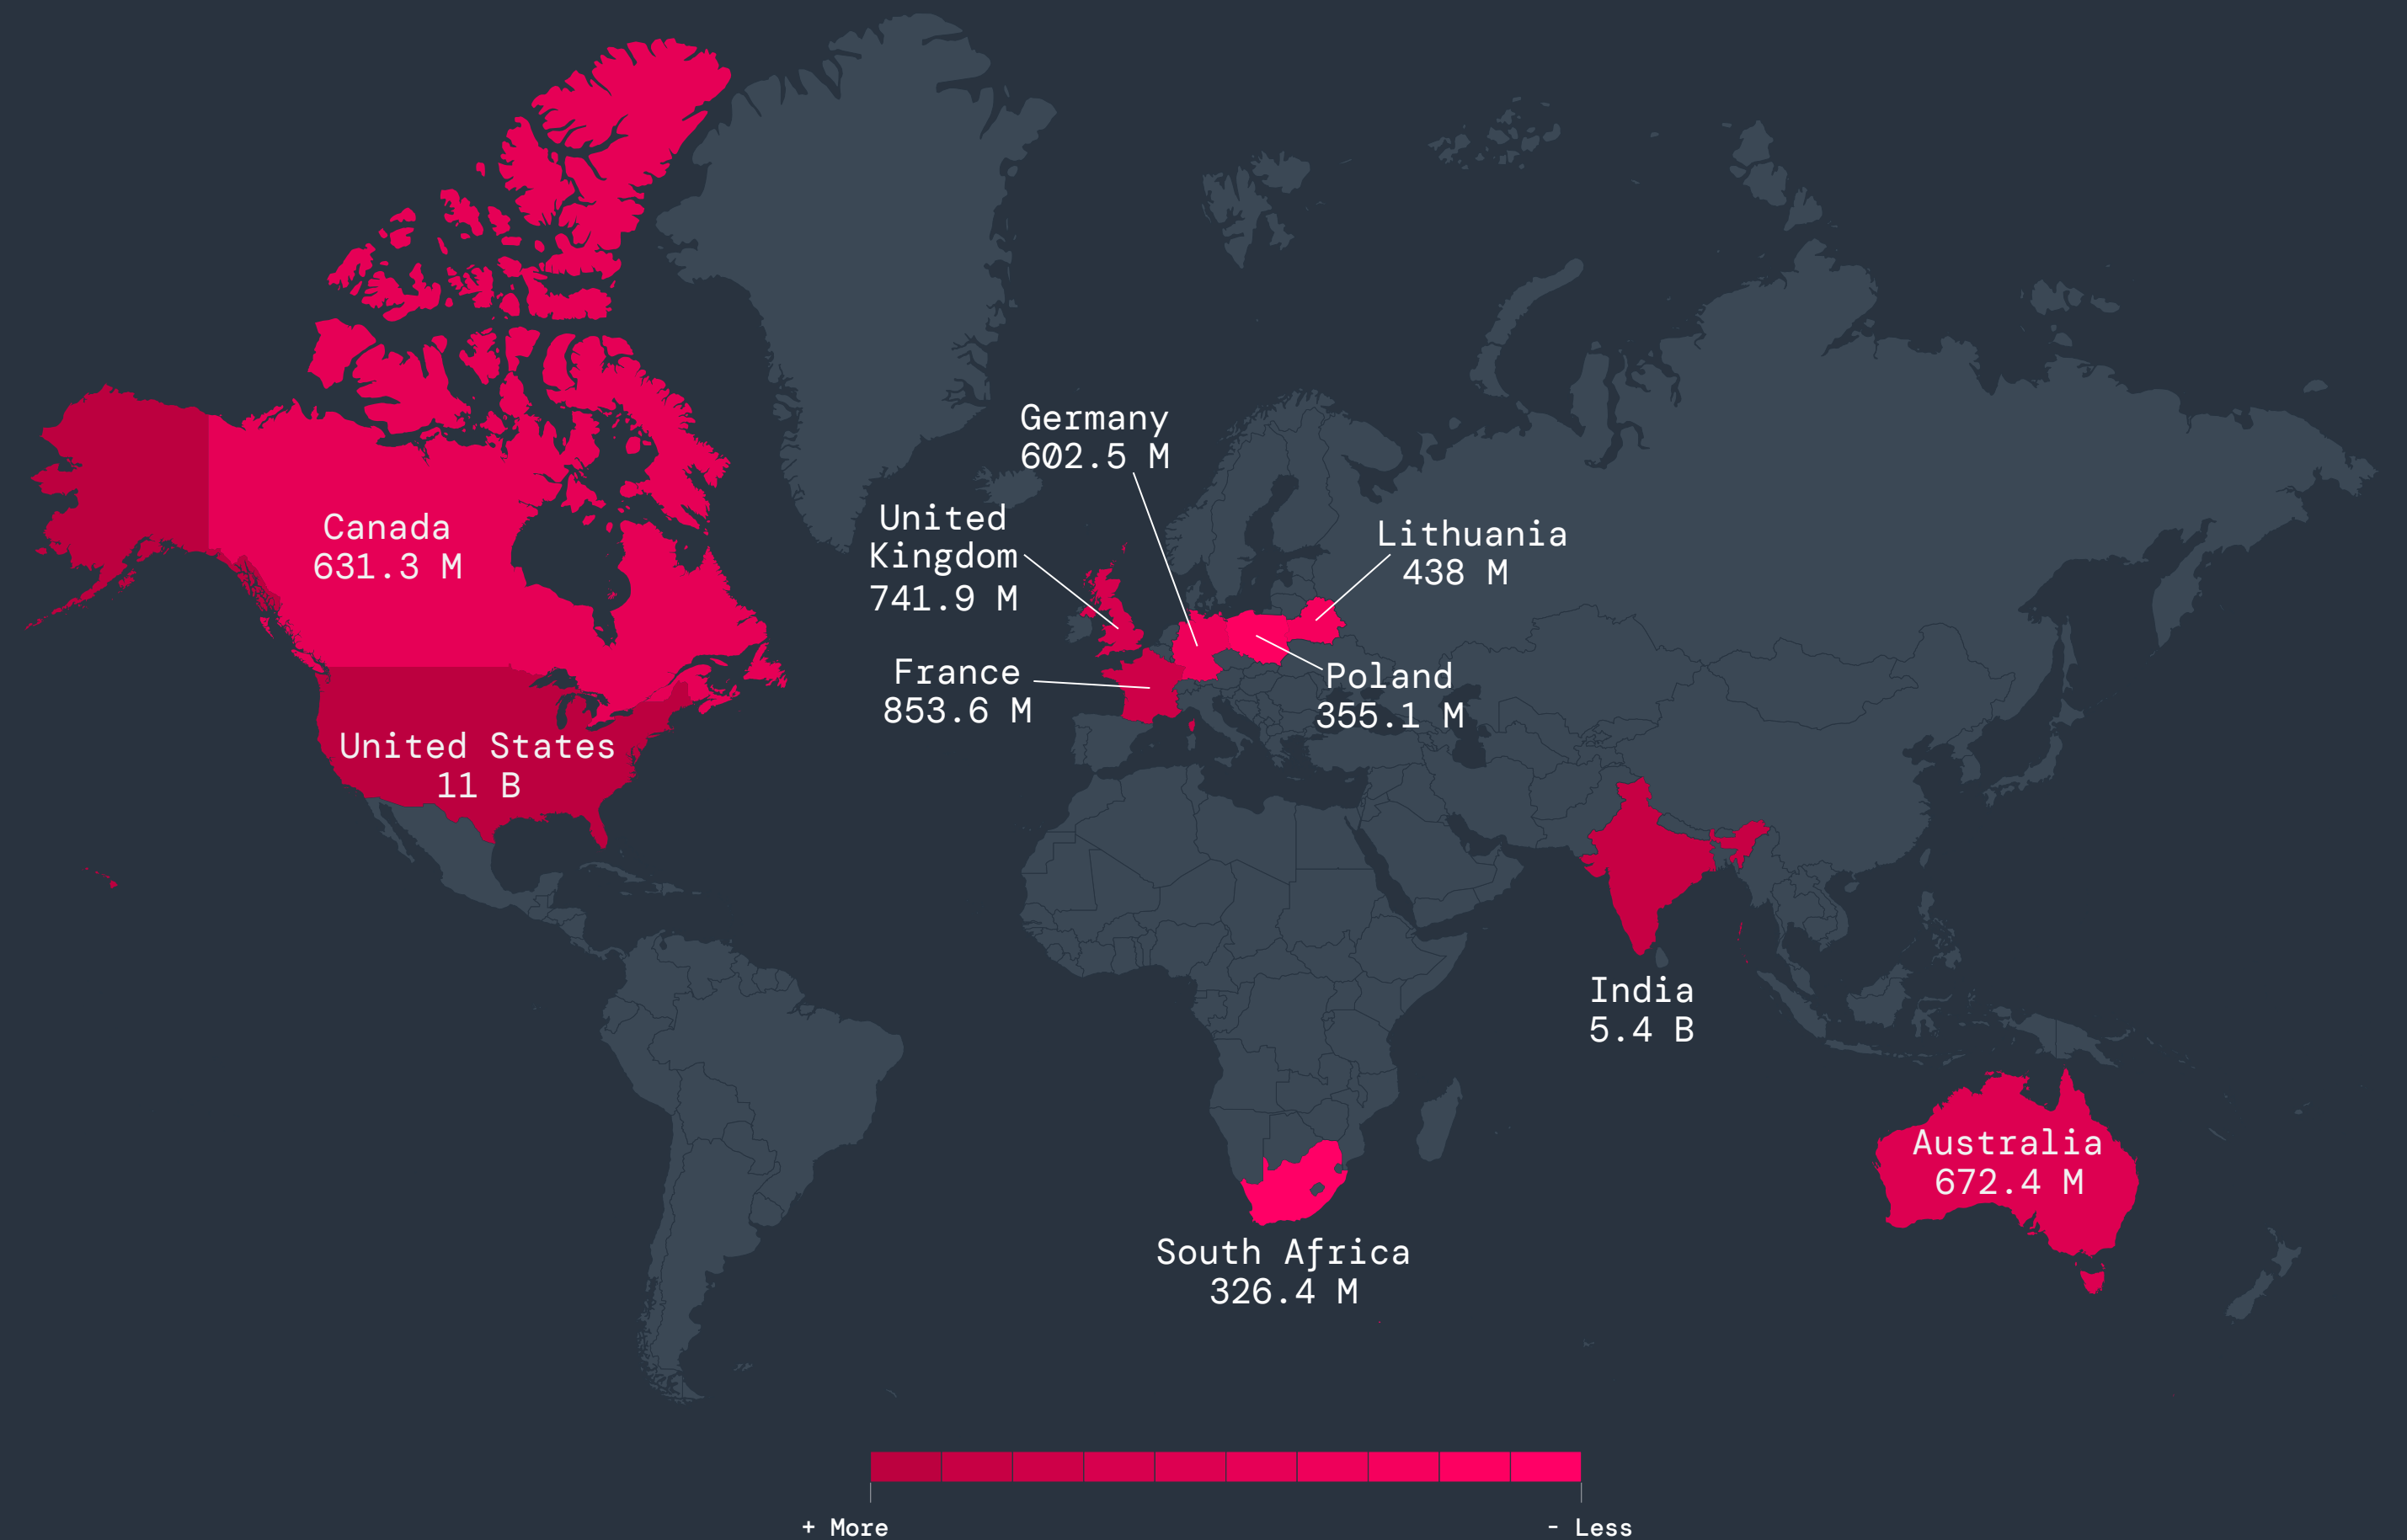 Germany
602.5 M
United
Kingdom
741.9 M
Lithuania
438 M
Canada
631.3 M
France
853.6 M
Poland
355.1 M
United States
11 B
India
5.4 B
Australia
672.4 M
South Africa
326.4 M
+ More
- Less